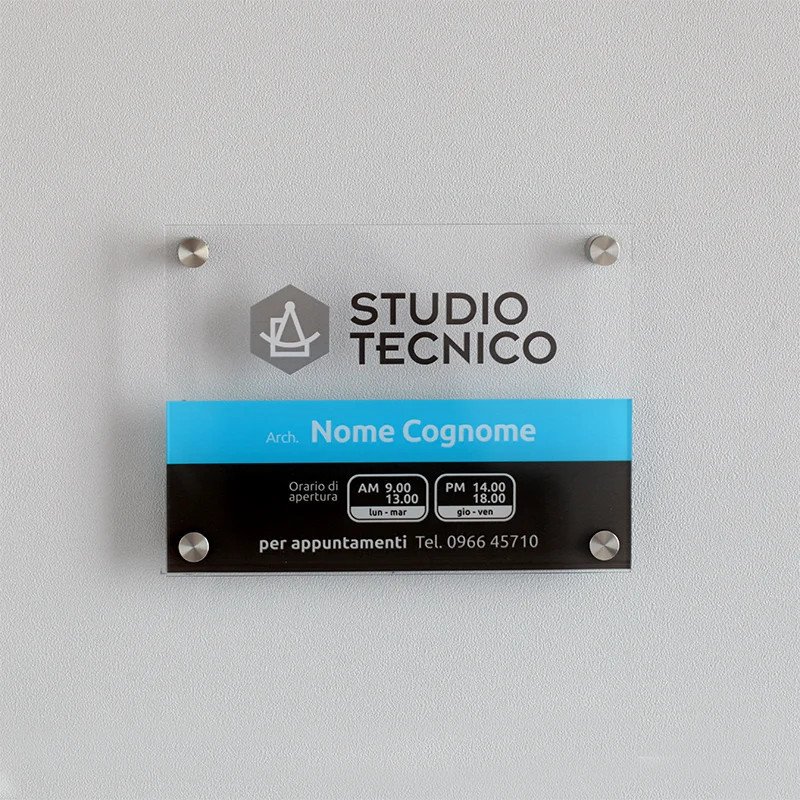 STUDIO
TECNICO
Arch. Nome Cognome
Orario di
apertura
AM 9.00
13.00
lun - mar
PM 14.00
18.00
gio - ven
per appuntamenti Tel. 0966 45710